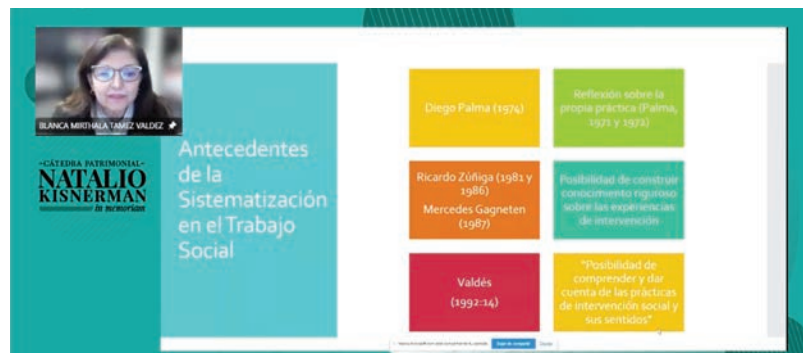 BLANCA MIRTHALA TAMEZ VALDEZ
-CÁTEDRA PATRIMONIAL-
NATALIO
KISNERMAN
in memoriam
Antecedentes
de la
Sistematización
en el Trabajo
Social
Diego Palma (1974)
Reflexión sobre la
propia práctica (Palma,
1971 y 1972)
Ricardo Zúñiga (1981 y
1986)
Mercedes Gagneten
(1987)
Posibilidad de construir
conocimiento riguroso
sobre las experiencias
de intervención
Valdés
(1992:14)
"Posibilidad de
comprender y dar
cuenta de las prácticas
de intervención social y
sus sentidos"